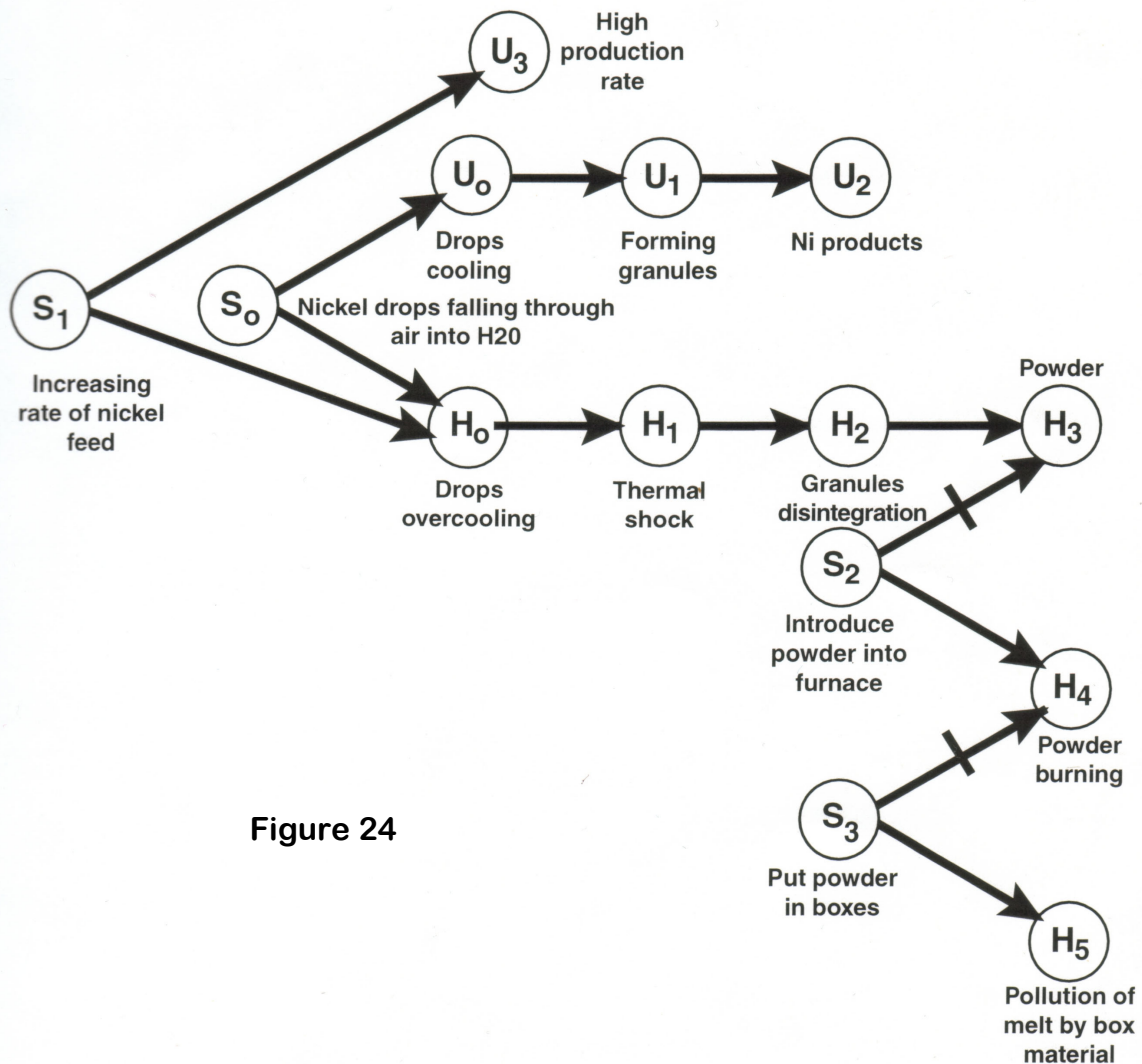 U3
High
production
rate
Uo
U1
U2
Drops
cooling
Forming
granules
Ni products
S1
So
Nickel drops falling through
air into H20
Increasing
rate of nickel
feed
Powder
Ho
H1
H2
H3
Drops
overcooling
Thermal
shock
Granules
disintegration
S2
Introduce
powder into
furnace
H4
Powder
burning
S3
Put powder
in boxes
Figure 24
H5
Pollution of
melt by box
material